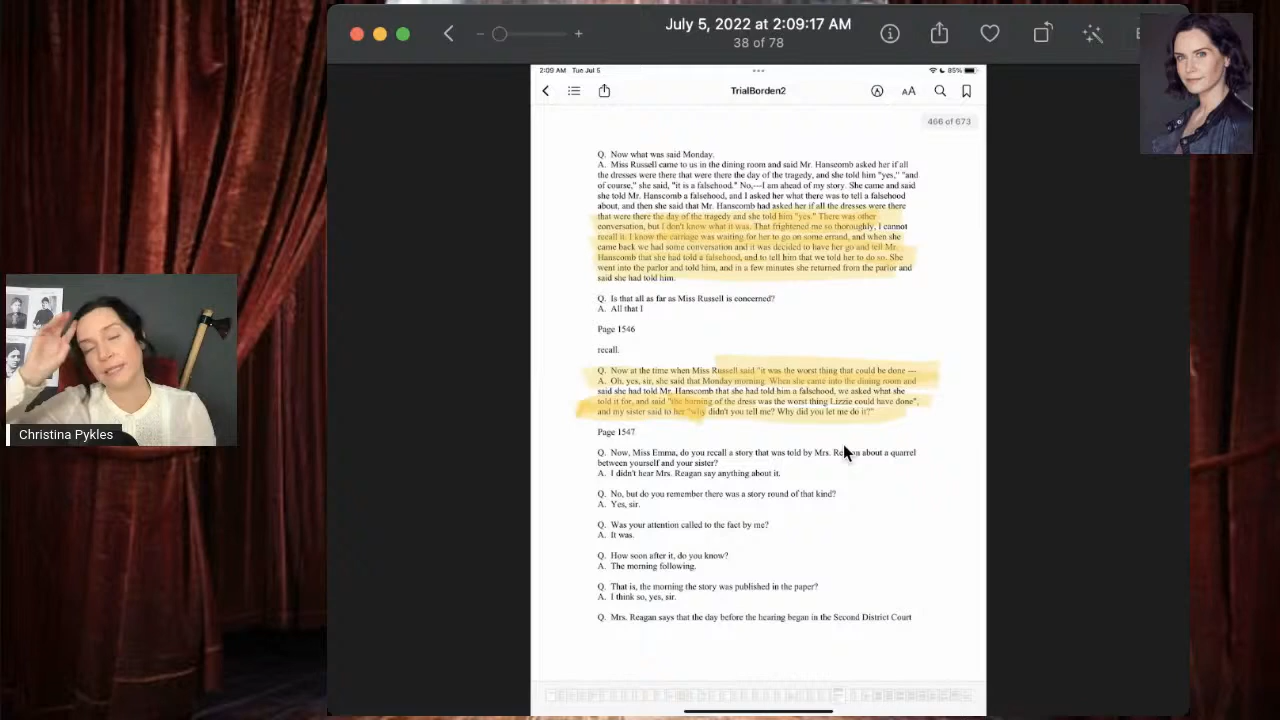 July 5, 2022 at 2:09:17 AM
38 of 78
2:09 AM Tue Jul 5
85%
TrialBorden2
AA
466 of 673
Q. Now what was said Monday.
A. Miss Russell came to us in the dining room and said Mr. Hanscomb asked her if all
the dresses were there that were there the day of the tragedy, and she told him "yes," "and
of course," she said, "it is a falsehood." No,---I am ahead of my story. She came and said
she told Mr. Hanscomb a falsehood, and I asked her what there was to tell a falsehood
about, and then she said that Mr. Hanscomb had asked her if all the dresses were there
that were there the day of the tragedy and she told him "yes." There was other
conversation, but I don't know what it was. That frightened me so thoroughly, I cannot
recall it. I know the carriage was waiting for her to go on some errand, and when she
came back we had some conversation and it was decided to have her go and tell Mr.
Hanscomb that she had told a falsehood, and to tell him that we told her to do so. She
went into the parlor and told him, and in a few minutes she returned from the parlor and
said she had told him.
Q. Is that all as far as Miss Russell is concerned?
A. All that I
Page 1546
recall.
Q. Now at the time when Miss Russell said "it was the worst thing that could be done ---
A. Oh, yes, sir, she said that Monday morning. When she came into the dining room and
said she had told Mr. Hanscomb that she had told him a falsehood, we asked what she
told it for, and said "the burning of the dress was the worst thing Lizzie could have done",
and my sister said to her "why didn't you tell me? Why did you let me do it?"
Page 1547
Q. Now, Miss Emma, do you recall a story that was told by Mrs. Reagan about a quarrel
between yourself and your sister?
A. I didn't hear Mrs. Reagan say anything about it.
Q. No, but do you remember there was a story round of that kind?
A. Yes, sir.
Q. Was your attention called to the fact by me?
A. It was.
Q. How soon after it, do you know?
A. The morning following.
Q. That is, the morning the story was published in the paper?
A. I think so, yes, sir.
Q. Mrs. Reagan says that the day before the hearing began in the Second District Court
Christina Pykles